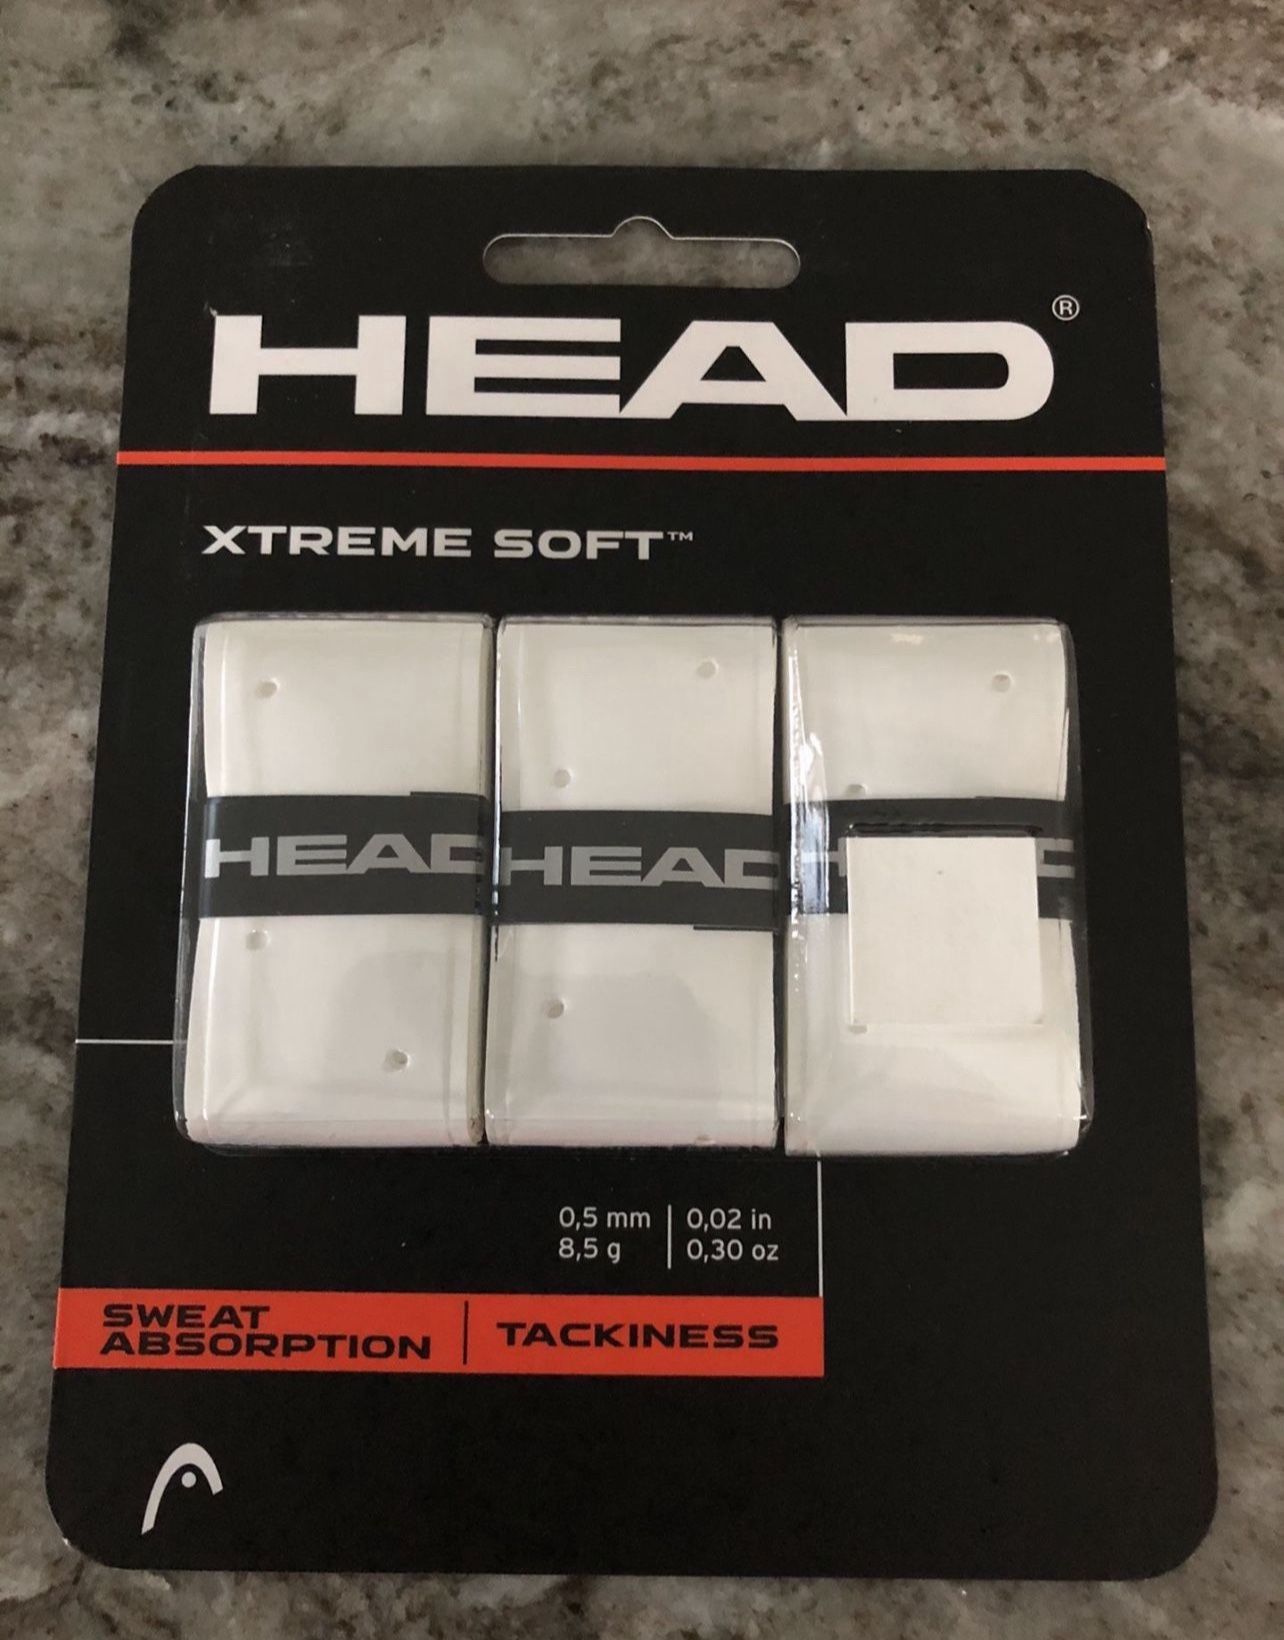 HEAD®
XTREME SOFT™
HEAD HEAD
0,5 mm | 0,02 in
8,5 g | 0,30 oz
SWEAT
ABSORPTION | TACKINESS